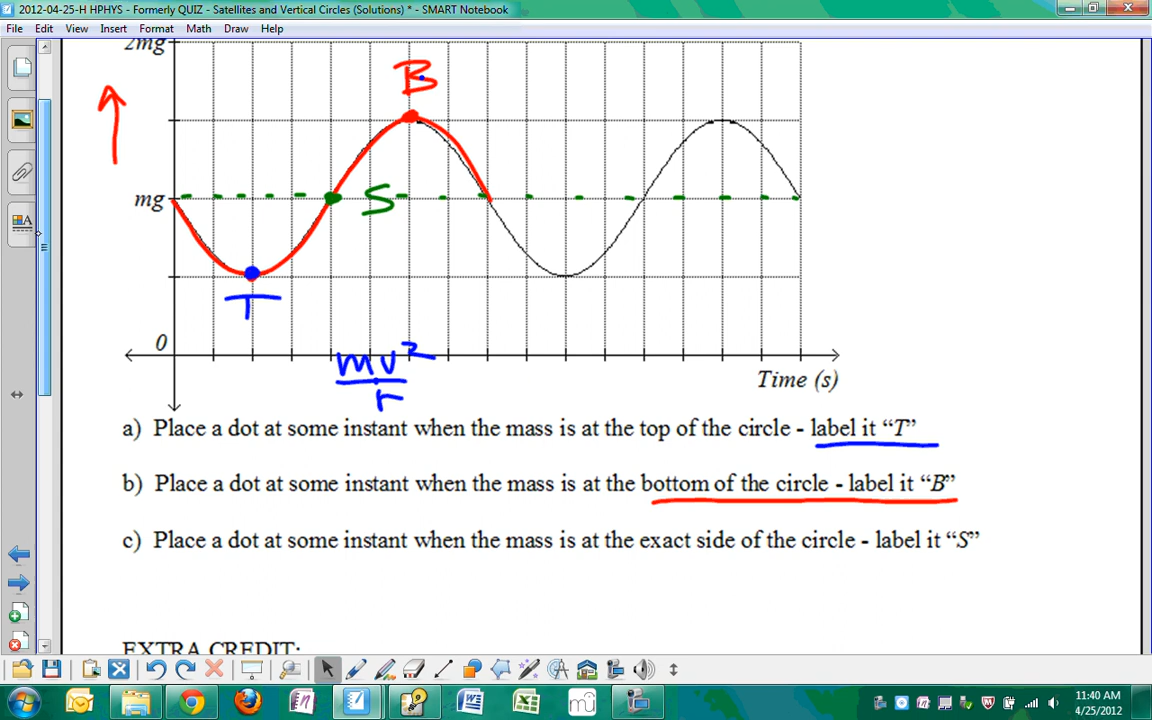 2012-04-25-H HPHYS - Formerly QUIZ - Satellites and Vertical Circles (Solutions) * - SMART Notebook
File Edit View Insert Format Math Draw Help
2mg
B
mg
S
T
0
mv²
r
Time (s)
a) Place a dot at some instant when the mass is at the top of the circle - label it “T”
b) Place a dot at some instant when the mass is at the bottom of the circle - label it “B”
c) Place a dot at some instant when the mass is at the exact side of the circle - label it “S”
EXTRA CREDIT:
11:40 AM
4/25/2012